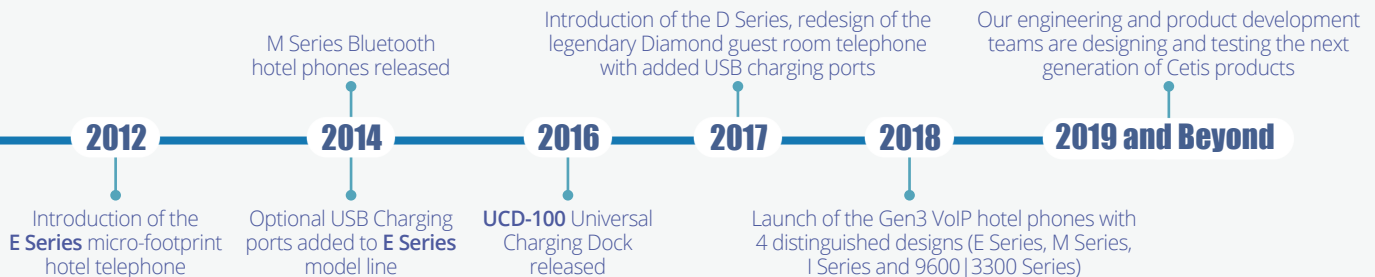 M Series Bluetooth
hotel phones released
Introduction of the D Series, redesign of the
legendary Diamond guest room telephone
with added USB charging ports
Our engineering and product development
teams are designing and testing the next
generation of Cetis products
2012
2014
2016
2017
2018
2019 and Beyond
Introduction of the
E Series micro-footprint
hotel telephone
Optional USB Charging
ports added to E Series
model line
UCD-100 Universal
Charging Dock
released
Launch of the Gen3 VoIP hotel phones with
4 distinguished designs (E Series, M Series,
I Series and 9600|3300 Series)